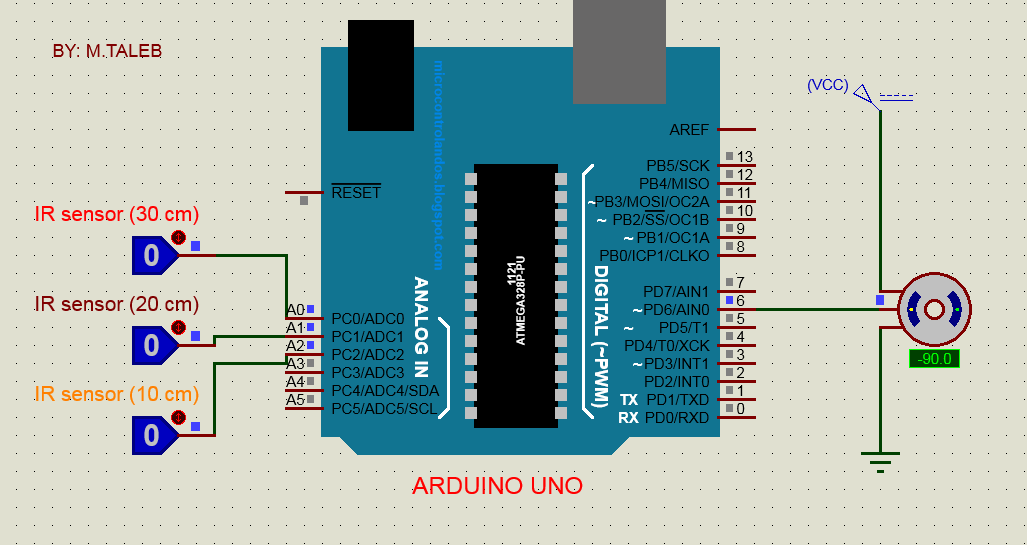 BY: M.TALEB
(VCC)
microcontrolandos.blogspot.com
AREF
RESET
PB5/SCK 13
PB4/MISO 12
~PB3/MOSI/OC2A 11
~ PB2/SS/OC1B 10
~ PB1/OC1A 9
PB0/ICP1/CLKO 8
IR sensor (30 cm)
0
IR sensor (20 cm)
0
IR sensor (10 cm)
0
A0 PC0/ADC0
A1 PC1/ADC1
A2 PC2/ADC2
A3 PC3/ADC3
A4 PC4/ADC4/SDA
A5 PC5/ADC5/SCL
ANALOG IN
1121
ATMEGA328P-PU
DIGITAL (~PWM)
PD7/AIN1 7
~PD6/AIN0 6
~ PD5/T1 5
PD4/T0/XCK 4
~PD3/INT1 3
PD2/INT0 2
TX PD1/TXD 1
RX PD0/RXD 0
-90.0
ARDUINO UNO